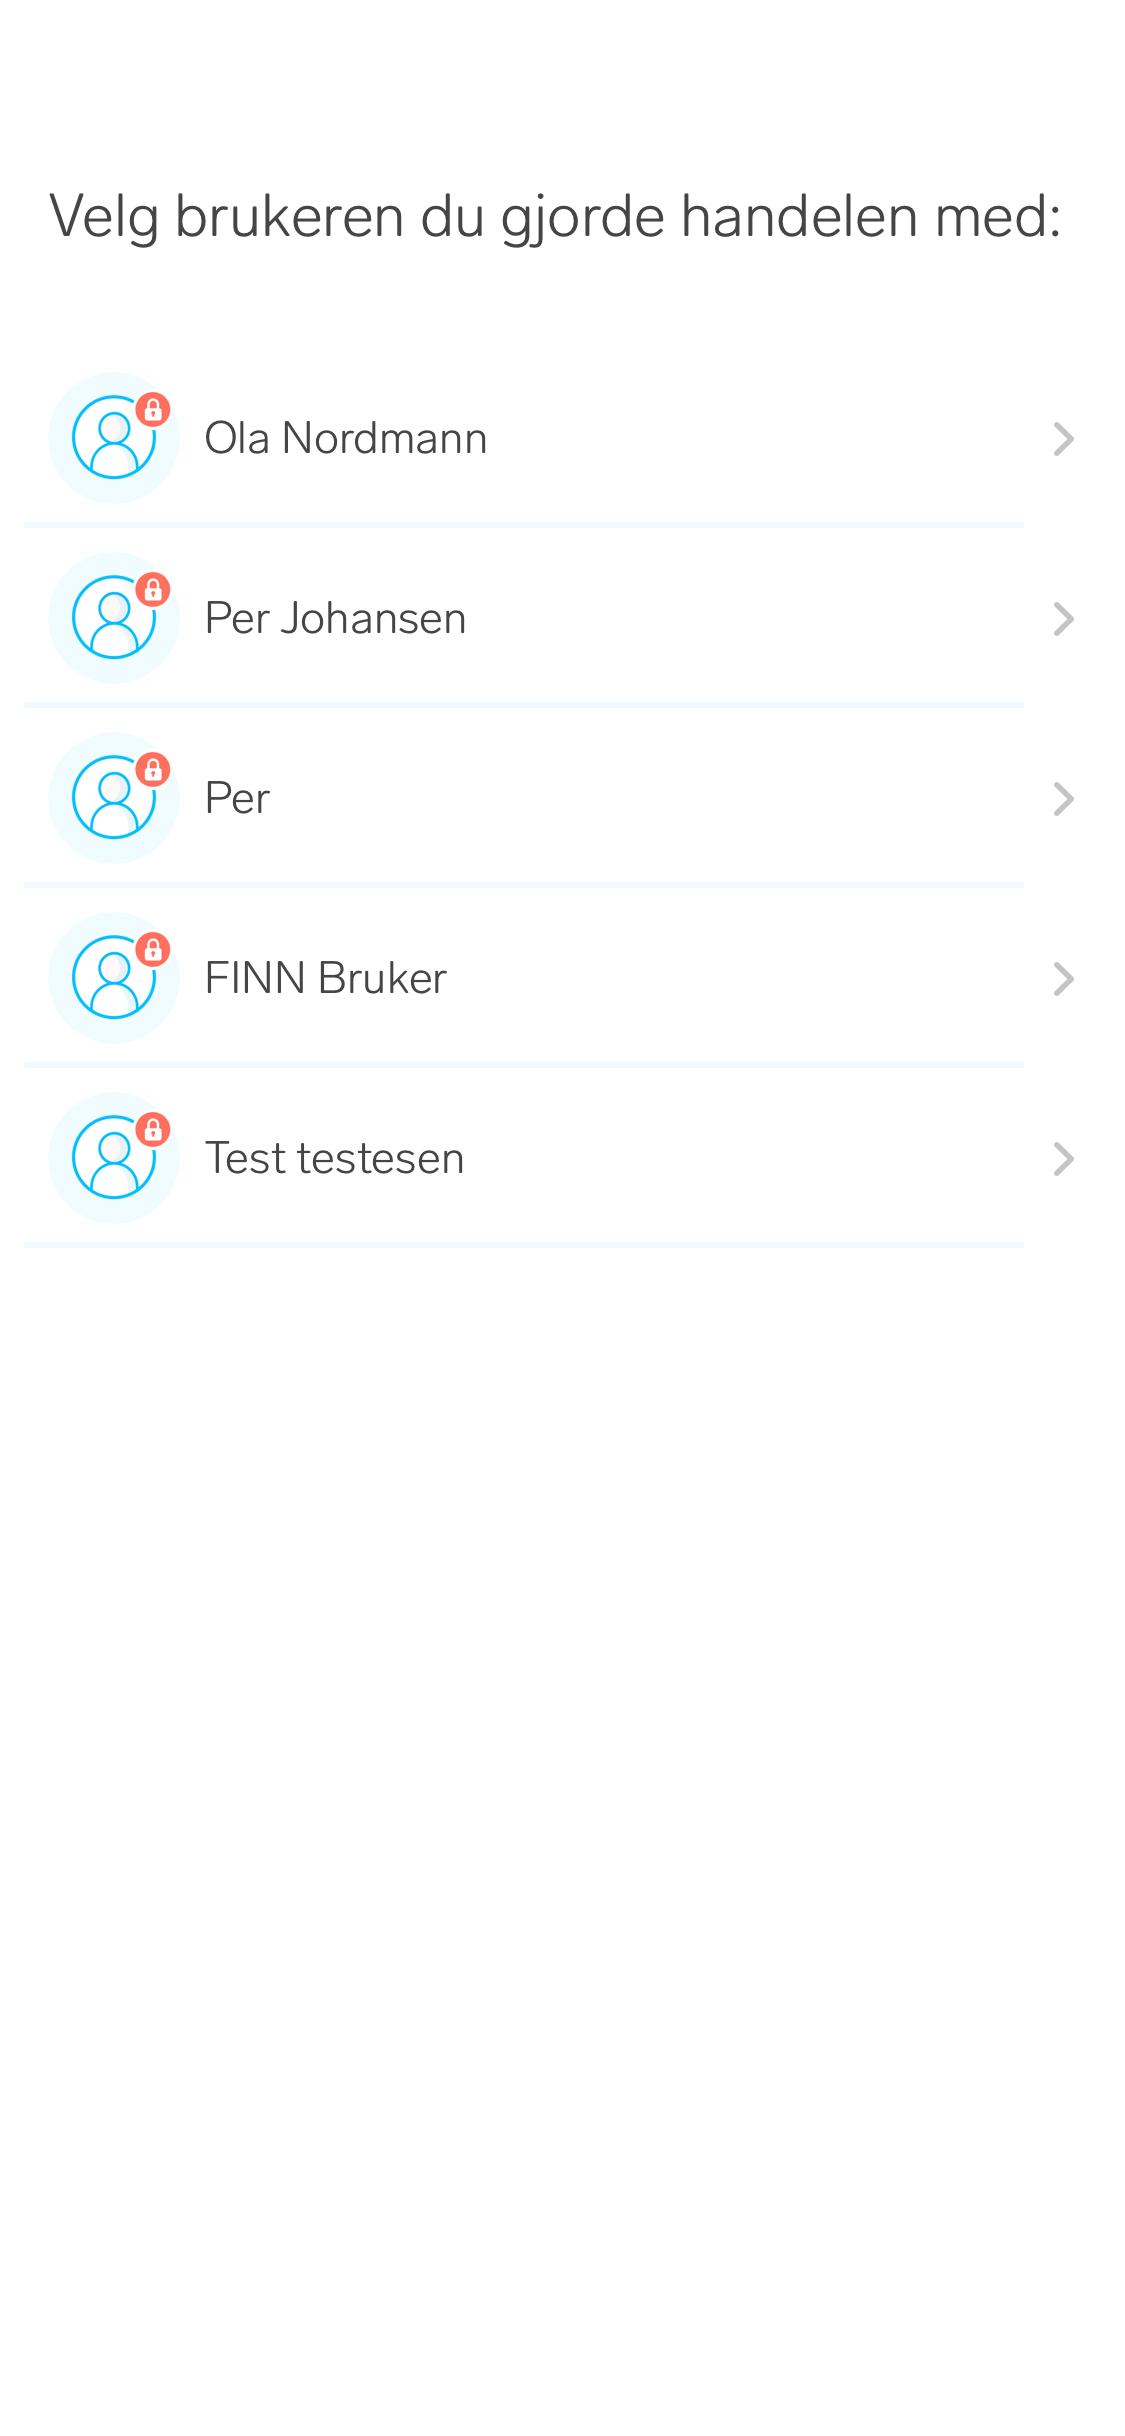 Velg brukeren du gjorde handelen med:
Ola Nordmann
Per Johansen
Per
FINN Bruker
Test testesen